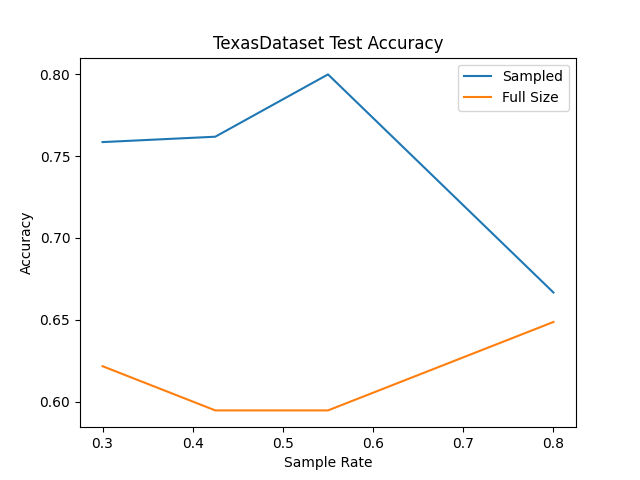 TexasDataset Test Accuracy
Sampled
Full Size
0.80
0.75
0.70
0.65
0.60
Accuracy
0.3 0.4 0.5 0.6 0.7 0.8
Sample Rate